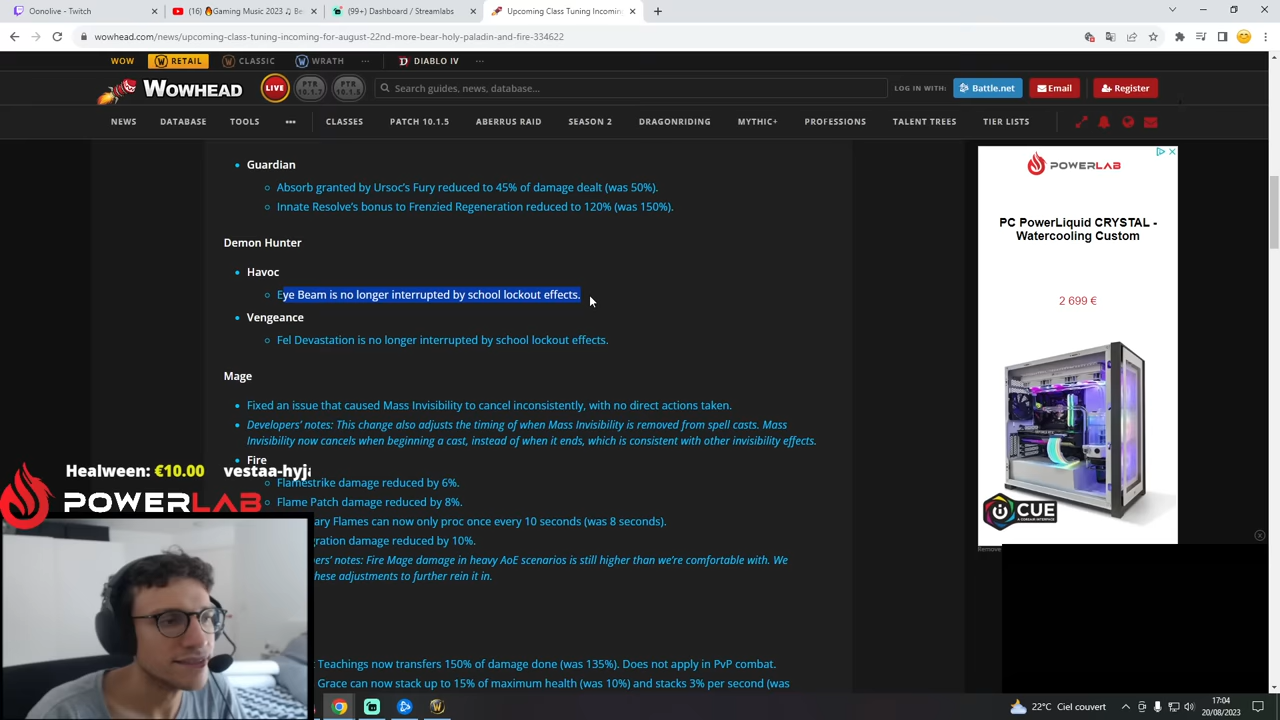 Oonolive - Twitch
(16) 🔥Gaming Music 2023 🎧 Be
(99+) Dashboard / Streamlabs
🚀 Upcoming Class Tuning Incomin
wowhead.com/news/upcoming-class-tuning-incoming-for-august-22nd-more-bear-holy-paladin-and-fire-334622
WOW RETAIL CLASSIC WRATH ... DIABLO IV ...
WOWHEAD LIVE PTR 10.1.7 Search guides, news, database... LOG IN WITH: Battle.net Email Register
NEWS DATABASE TOOLS ... CLASSES PATCH 10.1.5 ABERRUS RAID SEASON 2 DRAGONRIDING MYTHIC+ PROFESSIONS TALENT TREES TIER LISTS
Guardian
Absorb granted by Ursoc's Fury reduced to 45% of damage dealt (was 50%).
Innate Resolve's bonus to Frenzied Regeneration reduced to 120% (was 150%).
Demon Hunter
Havoc
Eye Beam is no longer interrupted by school lockout effects.
Vengeance
Fel Devastation is no longer interrupted by school lockout effects.
Mage
Fixed an issue that caused Mass Invisibility to cancel inconsistently, with no direct actions taken.
Developers' notes: This change also adjusts the timing of when Mass Invisibility is removed from spell casts. Mass
Invisibility now cancels when beginning a cast, instead of when it ends, which is consistent with other invisibility effects.
Fire
Flamestrike damage reduced by 6%.
Flame Patch damage reduced by 8%.
ary Flames can now only proc once every 10 seconds (was 8 seconds).
gration damage reduced by 10%.
ers' notes: Fire Mage damage in heavy AoE scenarios is still higher than we're comfortable with. We
hese adjustments to further rein it in.
Teachings now transfers 150% of damage done (was 135%). Does not apply in PvP combat.
Grace can now stack up to 15% of maximum health (was 10%) and stacks 3% per second (was
Healween: €10.00 vestaa-hyja
POWERLAB
POWERLAB
PC PowerLiquid CRYSTAL -
Watercooling Custom
2 699 €
iCUE
A CORSAIR INTERFACE
Remove
22°C Ciel couvert
17:04
20/08/2023